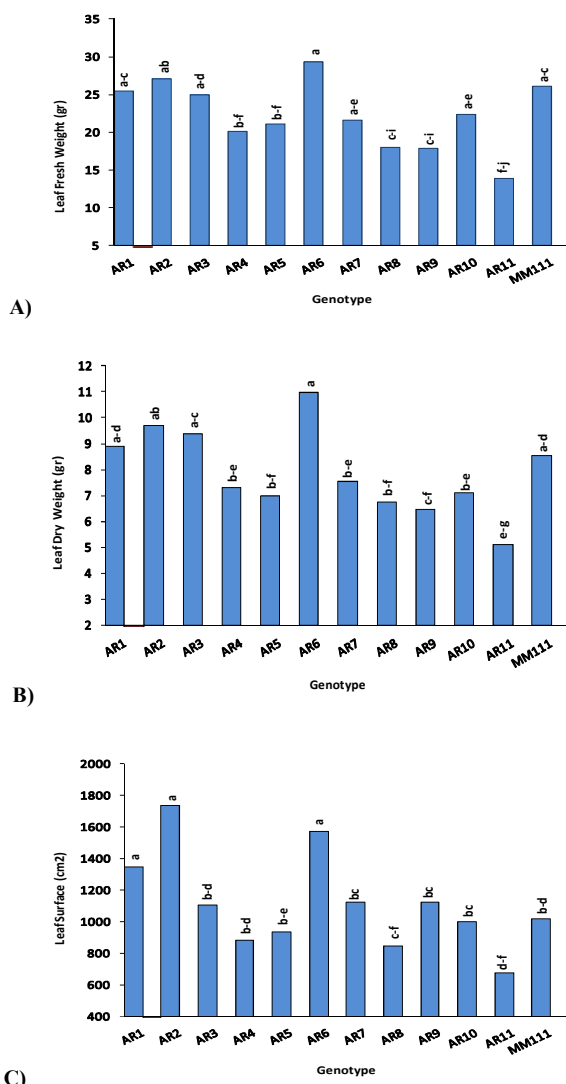 35
30
25
20
15
10
5
Leaf Fresh Weight (gr)
a-c
ab
a-d
b-f
b-f
a
a-e
c-i
c-i
a-e
f-j
a-c
AR1 AR2 AR3 AR4 AR5 AR6 AR7 AR8 AR9 AR10 AR11 MM111
Genotype
A)
12
11
10
9
8
7
6
5
4
3
2
Leaf Dry Weight (gr)
a-d
ab
a-c
b-e
b-f
a
b-e
b-f
c-f
b-e
e-g
a-d
AR1 AR2 AR3 AR4 AR5 AR6 AR7 AR8 AR9 AR10 AR11 MM111
Genotype
B)
2000
1800
1600
1400
1200
1000
800
600
400
Leaf Surface (cm2)
a
a
b-d
b-d
b-e
a
bc
c-f
bc
bc
d-f
b-d
AR1 AR2 AR3 AR4 AR5 AR6 AR7 AR8 AR9 AR10 AR11 MM111
Genotype
C)